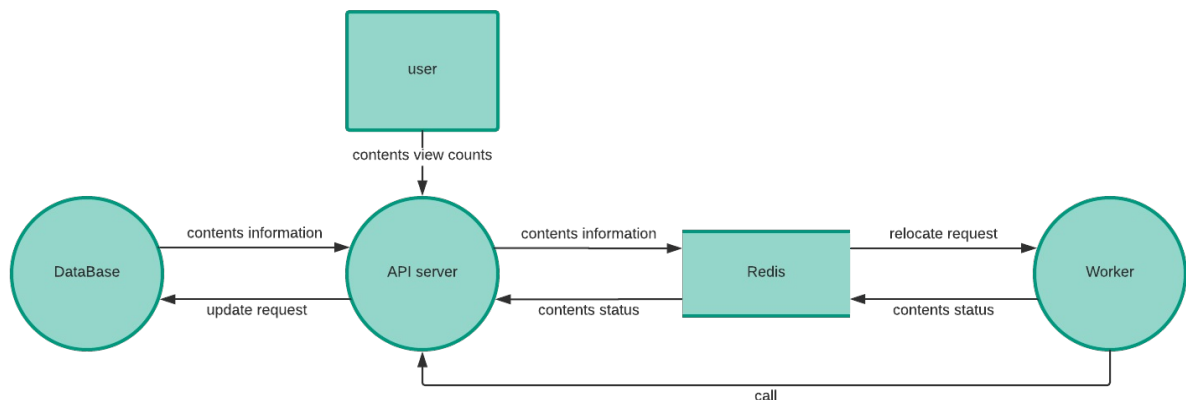 user
contents view counts
contents information
contents information
relocate request
DataBase
API server
Redis
Worker
update request
contents status
contents status
call